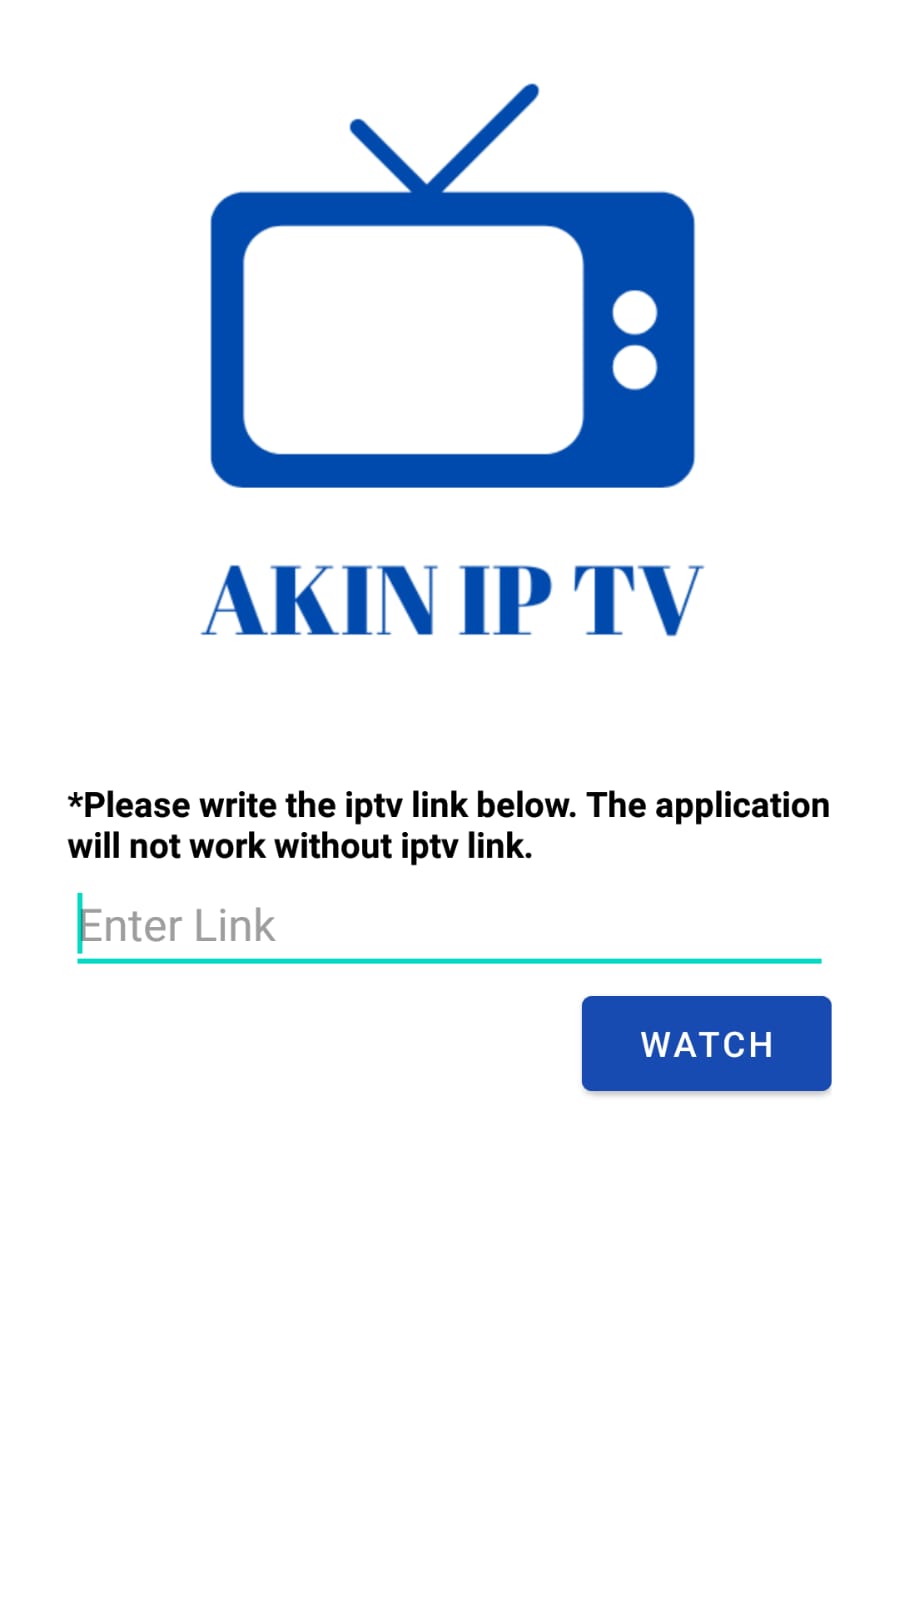 AKIN IP TV
*Please write the iptv link below. The application
will not work without iptv link.
Enter Link
WATCH